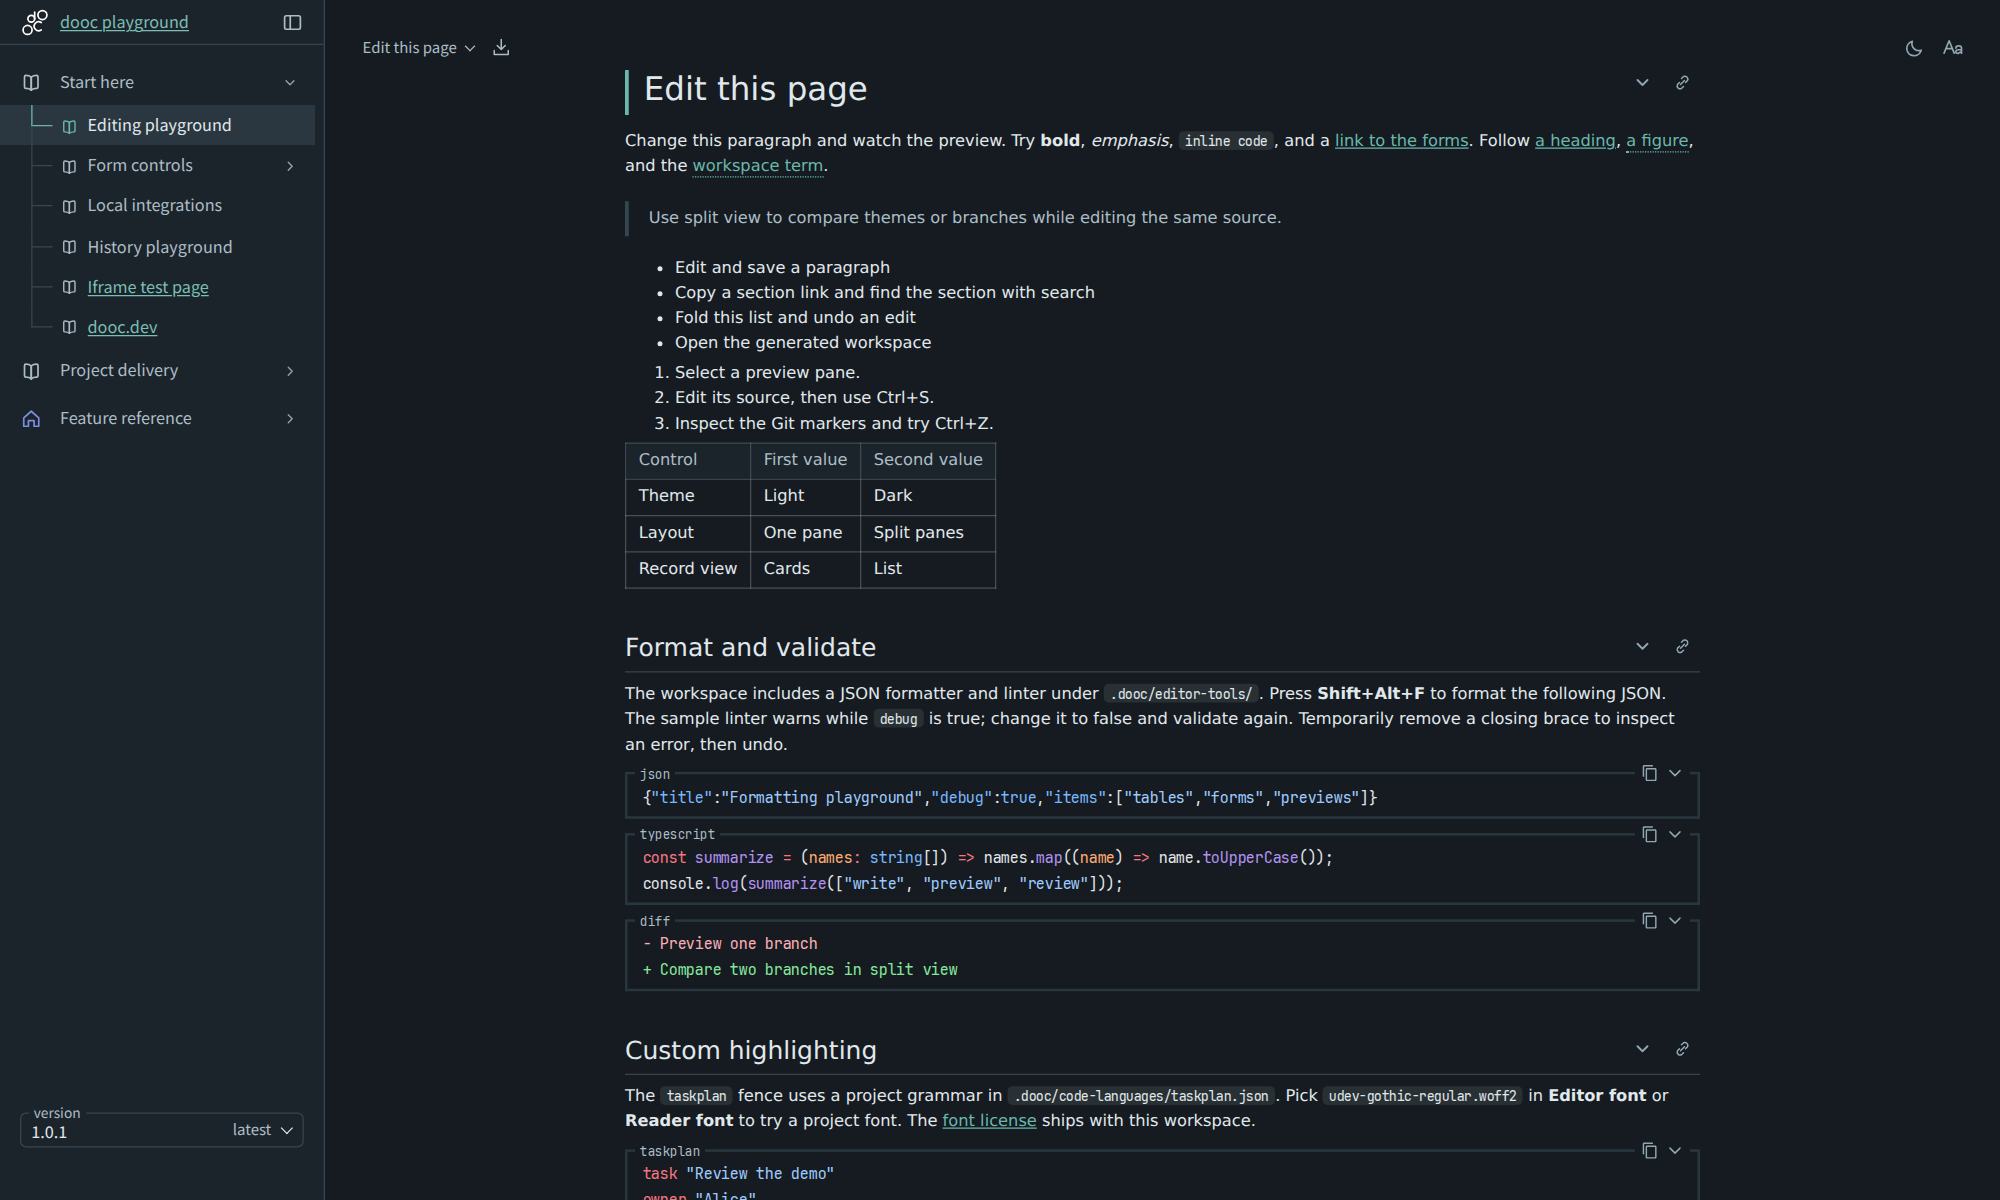 dooc playground
Start here
Editing playground
Form controls
Local integrations
History playground
Iframe test page
dooc.dev
Project delivery
Feature reference
version
1.0.1 latest
Edit this page
Aa
Edit this page
Change this paragraph and watch the preview. Try bold, emphasis, inline code, and a link to the forms. Follow a heading, a figure,
and the workspace term.
Use split view to compare themes or branches while editing the same source.
• Edit and save a paragraph
• Copy a section link and find the section with search
• Fold this list and undo an edit
• Open the generated workspace
1. Select a preview pane.
2. Edit its source, then use Ctrl+S.
3. Inspect the Git markers and try Ctrl+Z.
Control First value Second value
Theme Light Dark
Layout One pane Split panes
Record view Cards List
Format and validate
The workspace includes a JSON formatter and linter under .dooc/editor-tools/. Press Shift+Alt+F to format the following JSON.
The sample linter warns while debug is true; change it to false and validate again. Temporarily remove a closing brace to inspect
an error, then undo.
json
{"title":"Formatting playground","debug":true,"items":["tables","forms","previews"]}
typescript
const summarize = (names: string[]) => names.map((name) => name.toUpperCase());
console.log(summarize(["write", "preview", "review"]));
diff
- Preview one branch
+ Compare two branches in split view
Custom highlighting
The taskplan fence uses a project grammar in .dooc/code-languages/taskplan.json. Pick udev-gothic-regular.woff2 in Editor font or
Reader font to try a project font. The font license ships with this workspace.
taskplan
task "Review the demo"
owner "Alice"